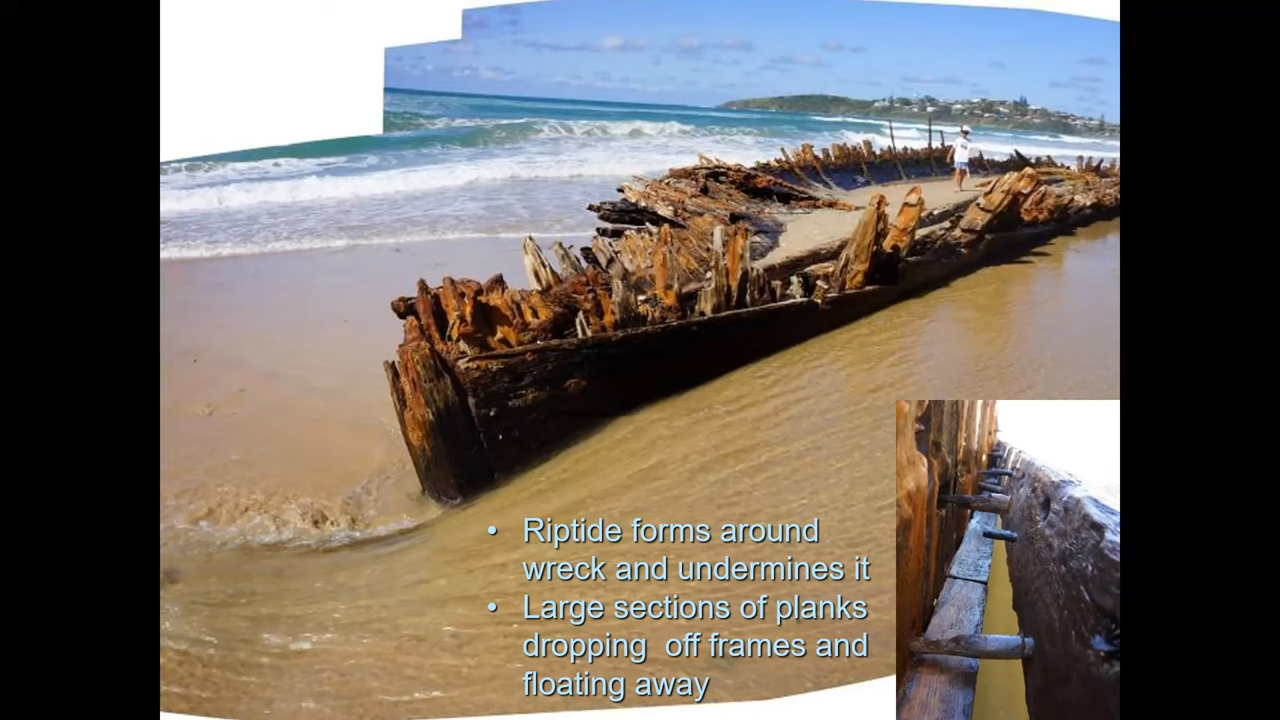 • Riptide forms around
wreck and undermines it
• Large sections of planks
dropping  off frames and
floating away